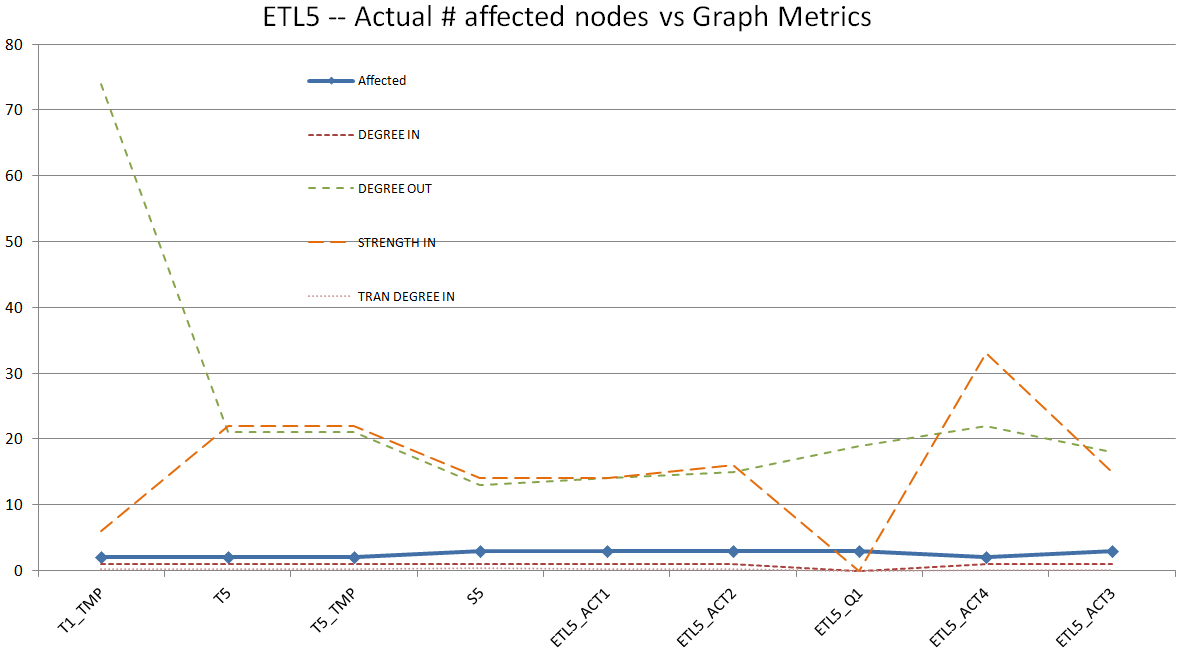 ETL5 -- Actual # affected nodes vs Graph Metrics
80
70
60
50
40
30
20
10
0
Affected
DEGREE IN
DEGREE OUT
STRENGTH IN
TRAN DEGREE IN
T1_TMP
T5
T5_TMP
S5
ETL5_ACT1
ETL5_ACT2
ETL5_Q1
ETL5_ACT4
ETL5_ACT3